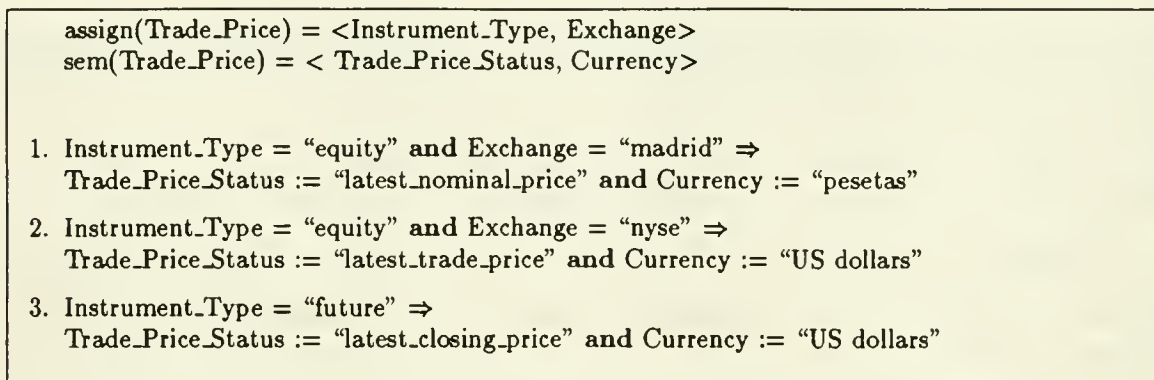 assign(Trade_Price) = <Instrument_Type, Exchange>
sem(Trade_Price) = < Trade_Price_Status, Currency>
1. Instrument_Type = “equity” and Exchange = “madrid” ⇒
Trade_Price_Status := “latest_nominal_price” and Currency := “pesetas”
2. Instrument_Type = “equity” and Exchange = “nyse” ⇒
Trade_Price_Status := “latest_trade_price” and Currency := “US dollars”
3. Instrument_Type = “future” ⇒
Trade_Price_Status := “latest_closing_price” and Currency := “US dollars”